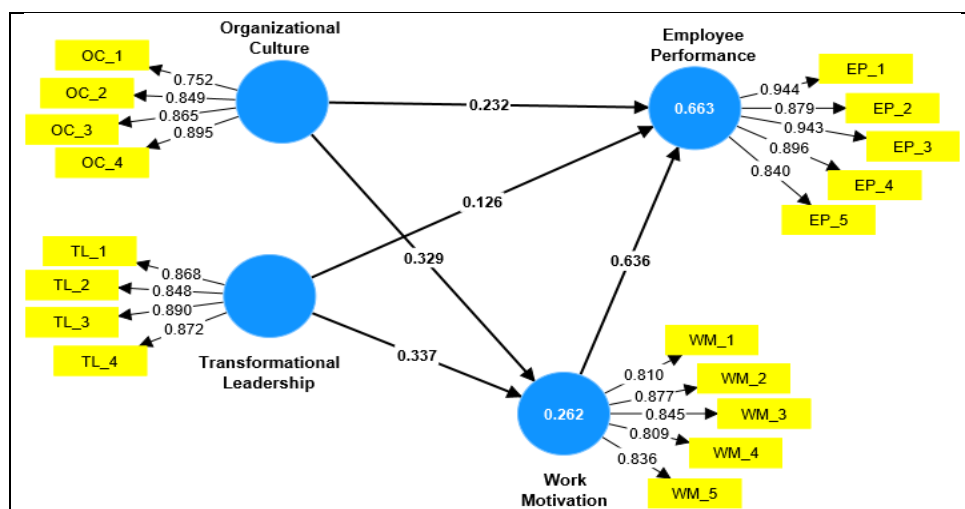 Organizational
Culture
OC_1
OC_2
OC_3
OC_4
0.752
0.849
0.865
0.895
Employee
Performance
0.663
EP_1
EP_2
EP_3
EP_4
EP_5
0.944
0.879
0.943
0.896
0.840
0.232
0.126
0.329
0.636
0.337
TL_1
TL_2
TL_3
TL_4
0.868
0.848
0.890
0.872
Transformational
Leadership
0.262
WM_1
WM_2
WM_3
WM_4
WM_5
0.810
0.877
0.845
0.809
0.836
Work
Motivation